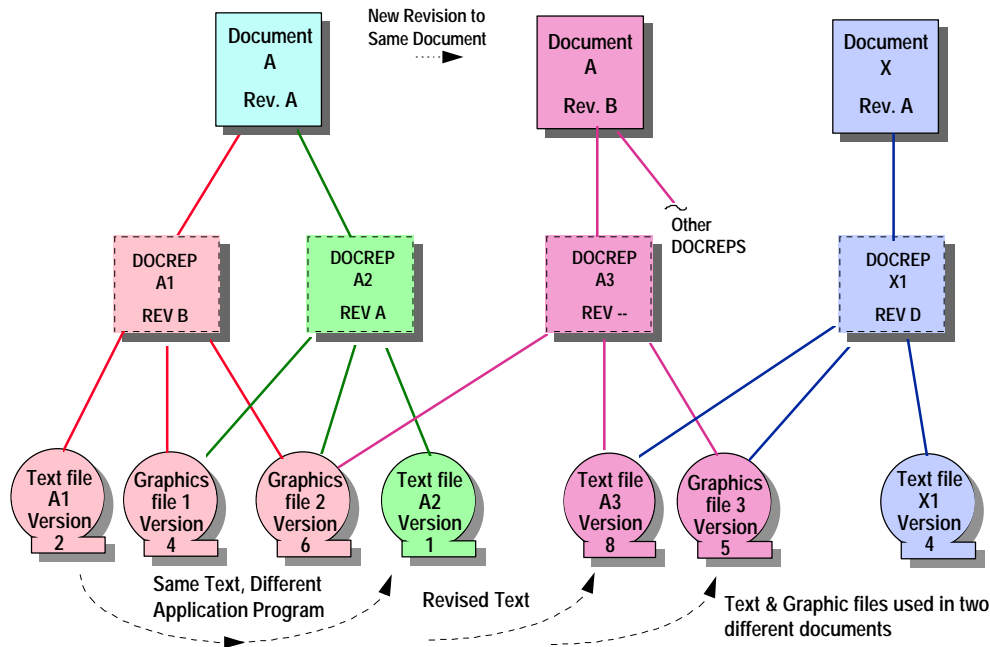 Document
A
Rev. A
New Revision to
Same Document
Document
A
Rev. B
Document
X
Rev. A
Other
DOCREPS
DOCREP
A1
REV B
DOCREP
A2
REV A
DOCREP
A3
REV --
DOCREP
X1
REV D
Text file
A1
Version
2
Graphics
file 1
Version
4
Graphics
file 2
Version
6
Text file
A2
Version
1
Text file
A3
Version
8
Graphics
file 3
Version
5
Text file
X1
Version
4
Same Text, Different
Application Program
Revised Text
Text & Graphic files used in two
different documents